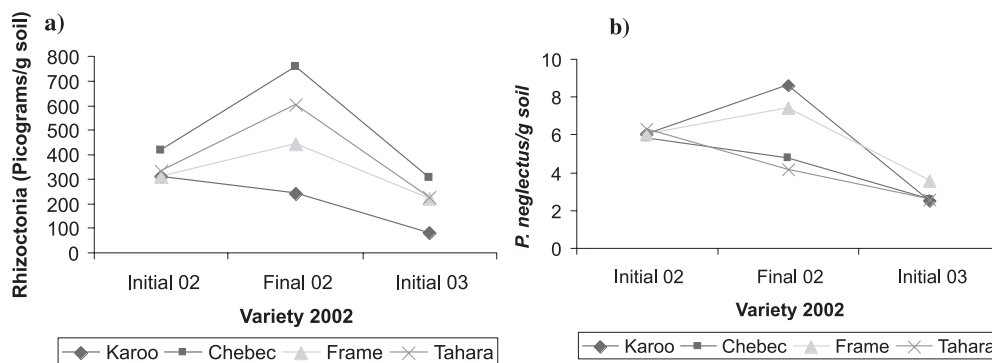 a)
Rhizoctonia (Picograms/g soil)
800
700
600
500
400
300
200
100
0
Initial 02 Final 02 Initial 03
Variety 2002
Karoo Chebec Frame Tahara
b)
P. neglectus/g soil
10
8
6
4
2
0
Initial 02 Final 02 Initial 03
Variety 2002
Karoo Chebec Frame Tahara